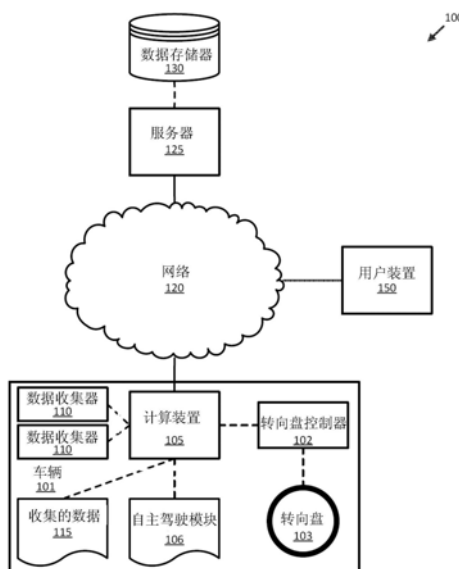 100
数据存储器
130
服务器
125
网络
120
用户装置
150
数据收集器
110
计算装置
105
转向盘控制器
102
数据收集器
110
车辆
101
收集的数据
115
自主驾驶模块
106
转向盘
103